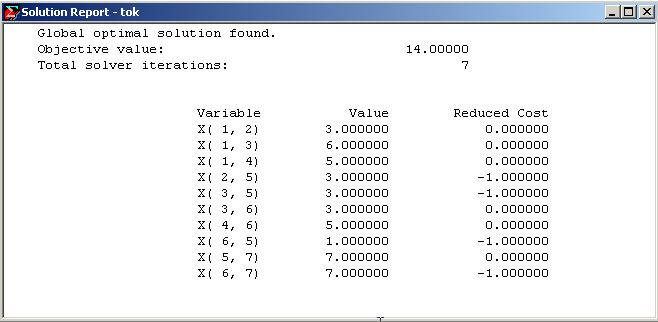 Solution Report - tok
Global optimal solution found.
Objective value: 14.00000
Total solver iterations: 7
Variable Value Reduced Cost
X( 1, 2) 3.000000 0.000000
X( 1, 3) 6.000000 0.000000
X( 1, 4) 5.000000 0.000000
X( 2, 5) 3.000000 -1.000000
X( 3, 5) 3.000000 -1.000000
X( 3, 6) 3.000000 0.000000
X( 4, 6) 5.000000 0.000000
X( 6, 5) 1.000000 -1.000000
X( 5, 7) 7.000000 0.000000
X( 6, 7) 7.000000 -1.000000